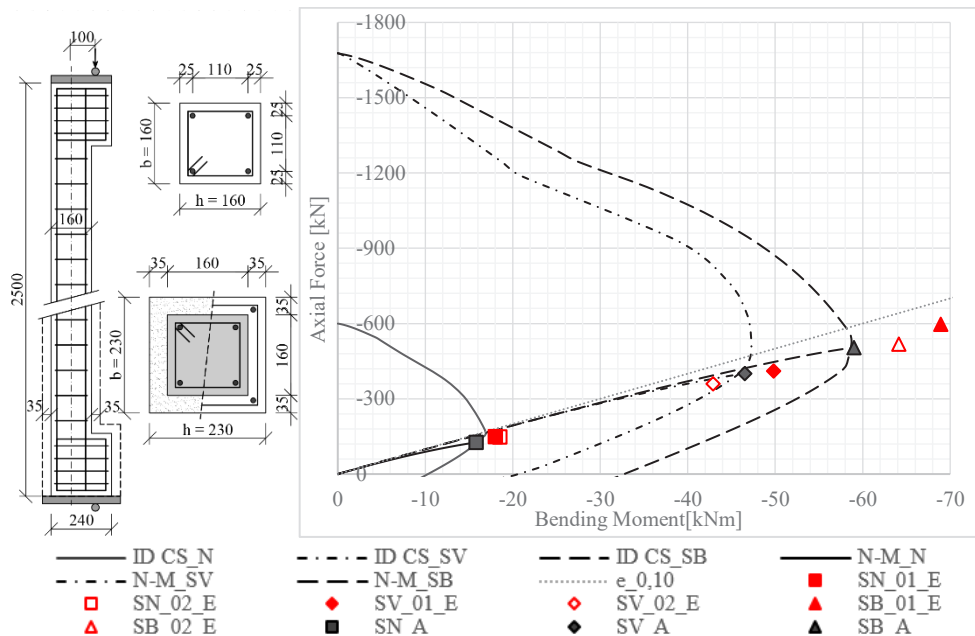 100
2500
160
35
35
240
25
110
25
25
110
25
b = 160
h = 160
35
160
35
35
160
35
b = 230
h = 230
-1800
-1500
-1200
-900
-600
-300
0
Axial Force [kN]
0
-10
-20
-30
-40
-50
-60
-70
Bending Moment[kNm]
ID CS_N
ID CS_SV
ID CS_SB
N-M_N
N-M_SV
N-M_SB
e_0,10
SN_01_E
SN_02_E
SV_01_E
SV_02_E
SB_01_E
SB_02_E
SN_A
SV_A
SB_A